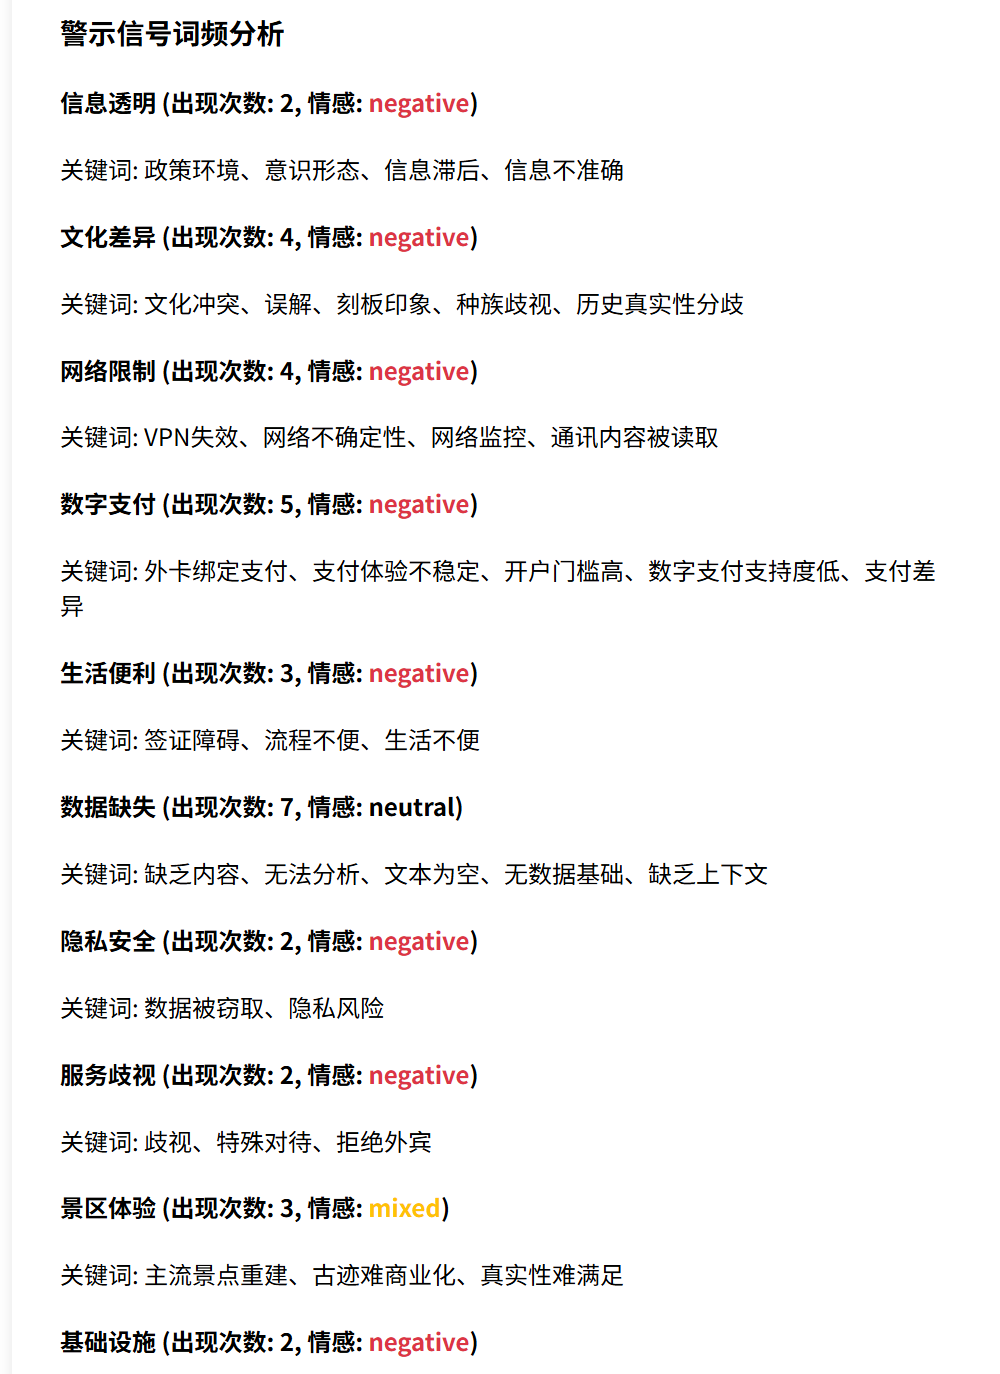 警示信号词频分析
信息透明 (出现次数: 2, 情感: negative)
关键词: 政策环境、意识形态、信息滞后、信息不准确
文化差异 (出现次数: 4, 情感: negative)
关键词: 文化冲突、误解、刻板印象、种族歧视、历史真实性分歧
网络限制 (出现次数: 4, 情感: negative)
关键词: VPN失效、网络不确定性、网络监控、通讯内容被读取
数字支付 (出现次数: 5, 情感: negative)
关键词: 外卡绑定支付、支付体验不稳定、开户门槛高、数字支付支持度低、支付差
异
生活便利 (出现次数: 3, 情感: negative)
关键词: 签证障碍、流程不便、生活不便
数据缺失 (出现次数: 7, 情感: neutral)
关键词: 缺乏内容、无法分析、文本为空、无数据基础、缺乏上下文
隐私安全 (出现次数: 2, 情感: negative)
关键词: 数据被窃取、隐私风险
服务歧视 (出现次数: 2, 情感: negative)
关键词: 歧视、特殊对待、拒绝外宾
景区体验 (出现次数: 3, 情感: mixed)
关键词: 主流景点重建、古迹难商业化、真实性难满足
基础设施 (出现次数: 2, 情感: negative)